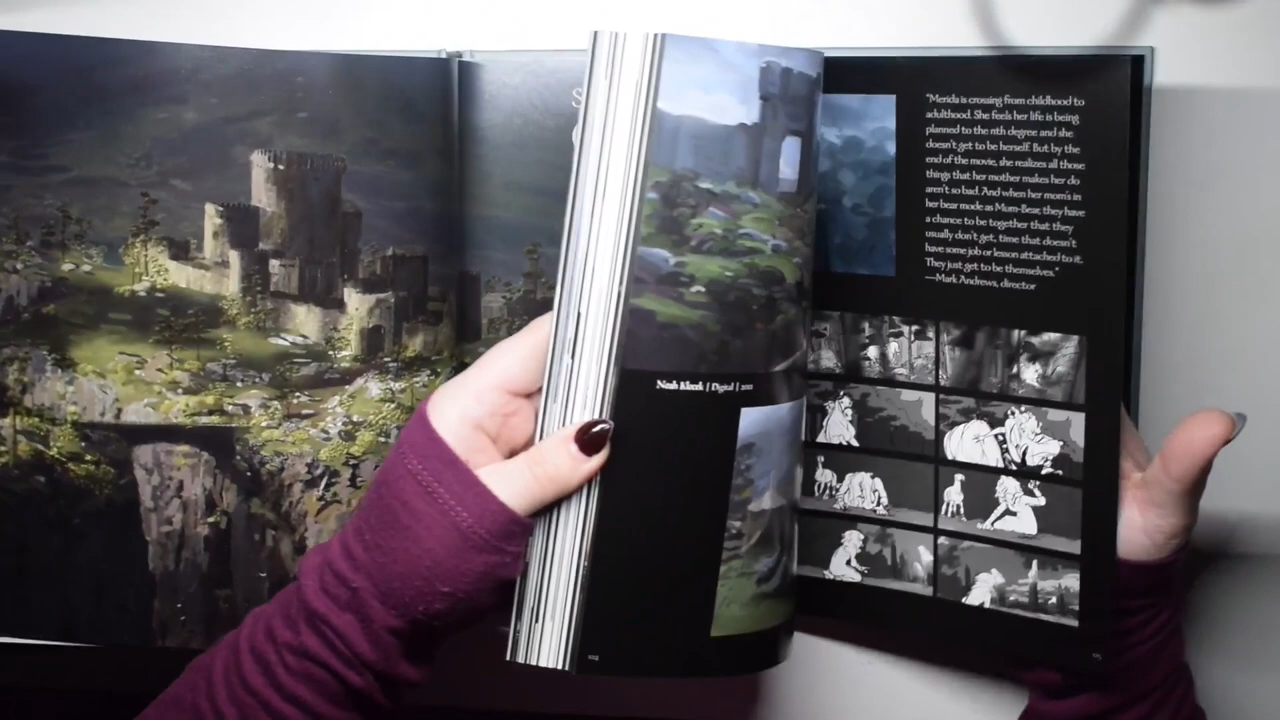 S
Noah Klocek | Digital | 2011
"Merida is crossing from childhood to
adulthood. She feels her life is being
planned to the nth degree and she
doesn't get to be herself. But by the
end of the movie, she realizes all those
things that her mother makes her do
aren't so bad. And when her mom's in
her bear mode as Mum-Bear, they have
a chance to be together that they
usually don't get, time that doesn't
have some job or lesson attached to it.
They just get to be themselves."
—Mark Andrews, director